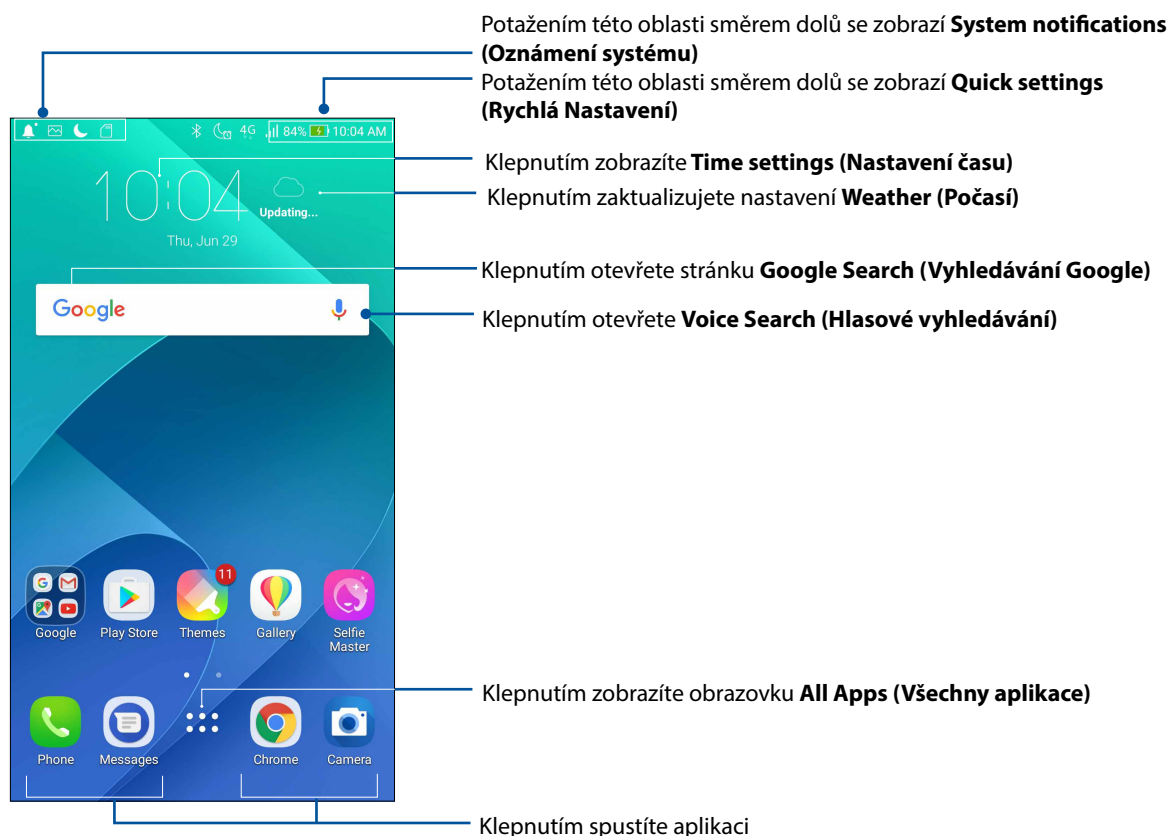 Potažením této oblasti směrem dolů se zobrazí System notifications
(Oznámení systému)
Potažením této oblasti směrem dolů se zobrazí Quick settings
(Rychlá Nastavení)
4G 84% 10:04 AM
Klepnutím zobrazíte Time settings (Nastavení času)
10:04
Klepnutím zaktualizujete nastavení Weather (Počasí)
Updating...
Thu, Jun 29
Klepnutím otevřete stránku Google Search (Vyhledávání Google)
Google
Klepnutím otevřete Voice Search (Hlasové vyhledávání)
11
Google Play Store Themes Gallery Selfie
Master
Klepnutím zobrazíte obrazovku All Apps (Všechny aplikace)
Phone Messages Chrome Camera
Klepnutím spustíte aplikaci